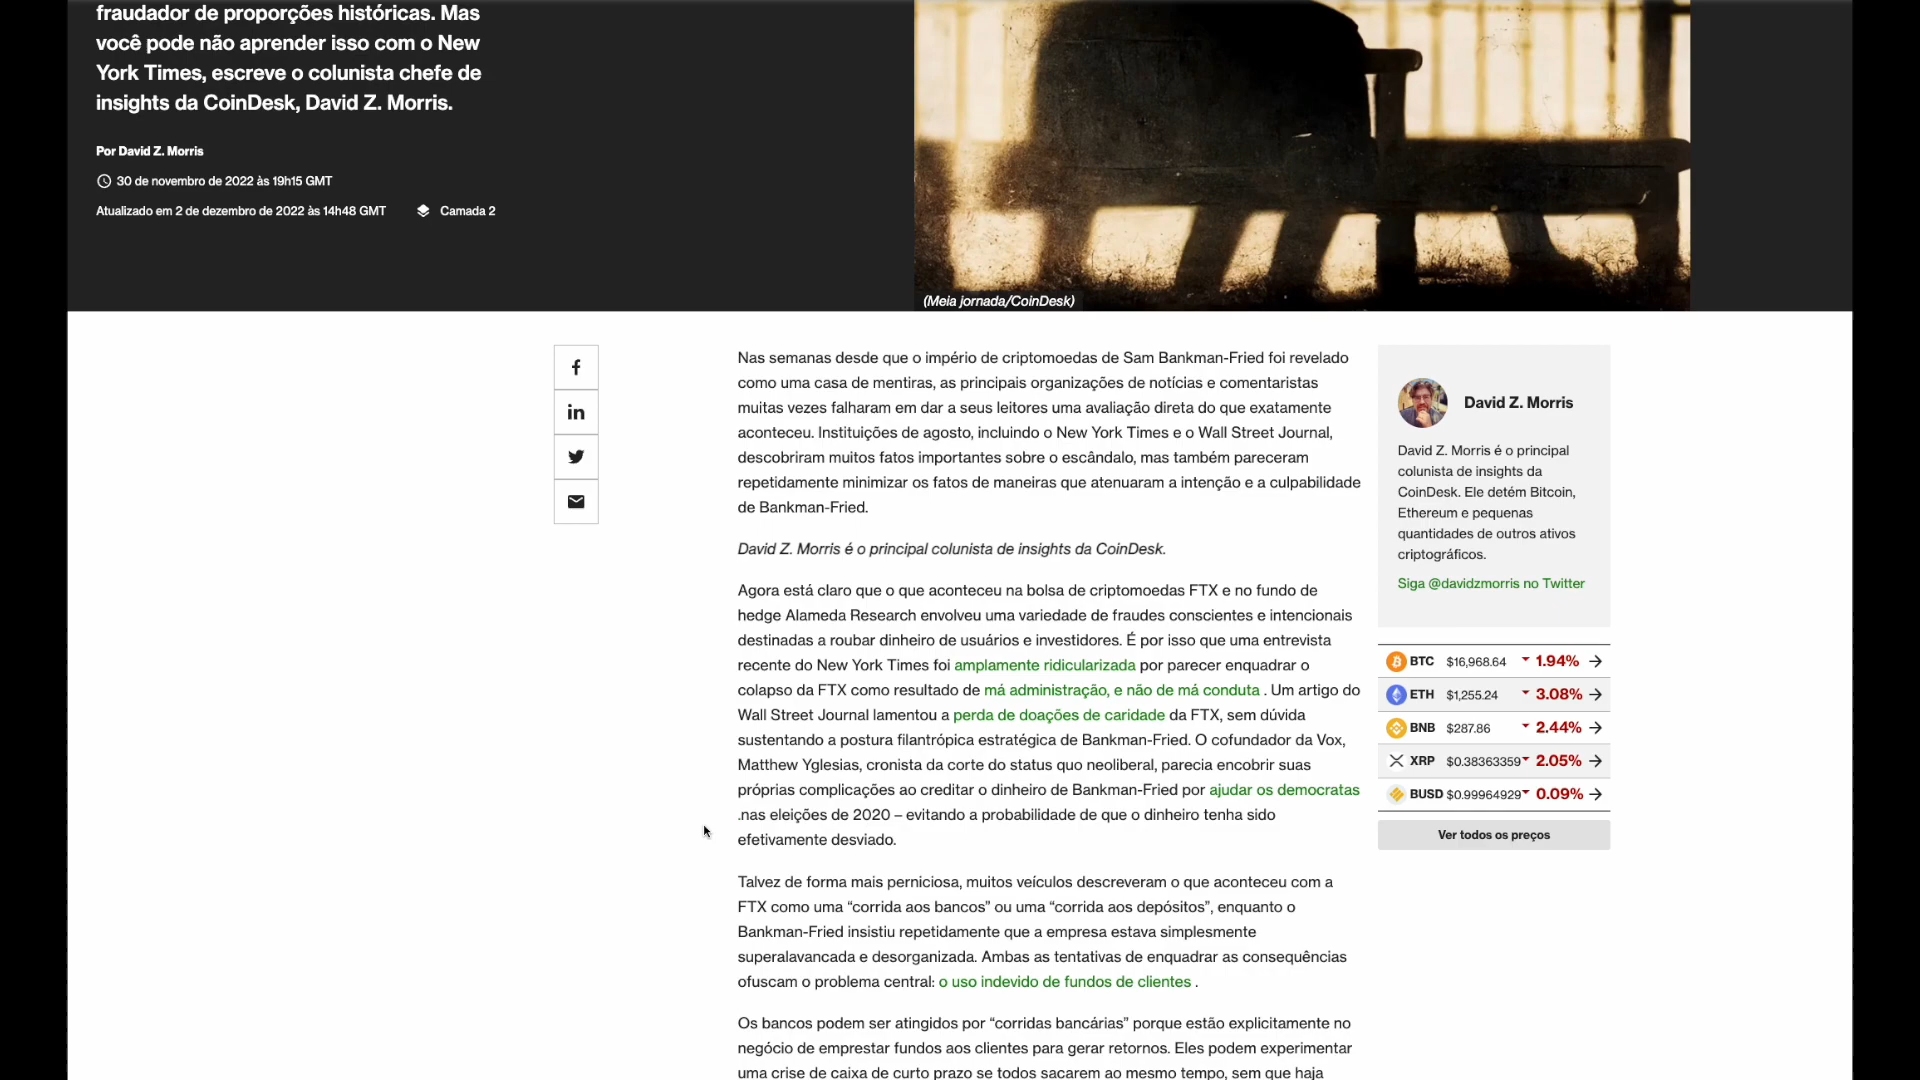 fraudador de proporções históricas. Mas
você pode não aprender isso com o New
York Times, escreve o colunista chefe de
insights da CoinDesk, David Z. Morris.
Por David Z. Morris
30 de novembro de 2022 às 19h15 GMT
Atualizado em 2 de dezembro de 2022 às 14h48 GMT
Camada 2
(Meia jornada/CoinDesk)
Nas semanas desde que o império de criptomoedas de Sam Bankman-Fried foi revelado
como uma casa de mentiras, as principais organizações de notícias e comentaristas
muitas vezes falharam em dar a seus leitores uma avaliação direta do que exatamente
aconteceu. Instituições de agosto, incluindo o New York Times e o Wall Street Journal,
descobriram muitos fatos importantes sobre o escândalo, mas também pareceram
repetidamente minimizar os fatos de maneiras que atenuaram a intenção e a culpabilidade
de Bankman-Fried.
David Z. Morris é o principal colunista de insights da CoinDesk.
Agora está claro que o que aconteceu na bolsa de criptomoedas FTX e no fundo de
hedge Alameda Research envolveu uma variedade de fraudes conscientes e intencionais
destinadas a roubar dinheiro de usuários e investidores. É por isso que uma entrevista
recente do New York Times foi amplamente ridicularizada por parecer enquadrar o
colapso da FTX como resultado de má administração, e não de má conduta . Um artigo do
Wall Street Journal lamentou a perda de doações de caridade da FTX, sem dúvida
sustentando a postura filantrópica estratégica de Bankman-Fried. O cofundador da Vox,
Matthew Yglesias, cronista da corte do status quo neoliberal, parecia encobrir suas
próprias complicações ao creditar o dinheiro de Bankman-Fried por ajudar os democratas
.nas eleições de 2020 – evitando a probabilidade de que o dinheiro tenha sido
efetivamente desviado.
Talvez de forma mais perniciosa, muitos veículos descreveram o que aconteceu com a
FTX como uma “corrida aos bancos” ou uma “corrida aos depósitos”, enquanto o
Bankman-Fried insistiu repetidamente que a empresa estava simplesmente
superalavancada e desorganizada. Ambas as tentativas de enquadrar as consequências
ofuscam o problema central: o uso indevido de fundos de clientes .
Os bancos podem ser atingidos por “corridas bancárias” porque estão explicitamente no
negócio de emprestar fundos aos clientes para gerar retornos. Eles podem experimentar
uma crise de caixa de curto prazo se todos sacarem ao mesmo tempo, sem que haja
David Z. Morris
David Z. Morris é o principal
colunista de insights da
CoinDesk. Ele detém Bitcoin,
Ethereum e pequenas
quantidades de outros ativos
criptográficos.
Siga @davidzmorris no Twitter
BTC $16,968.64 1.94%
ETH $1,255.24 3.08%
BNB $287.86 2.44%
XRP $0.38363359 2.05%
BUSD $0.99964929 0.09%
Ver todos os preços